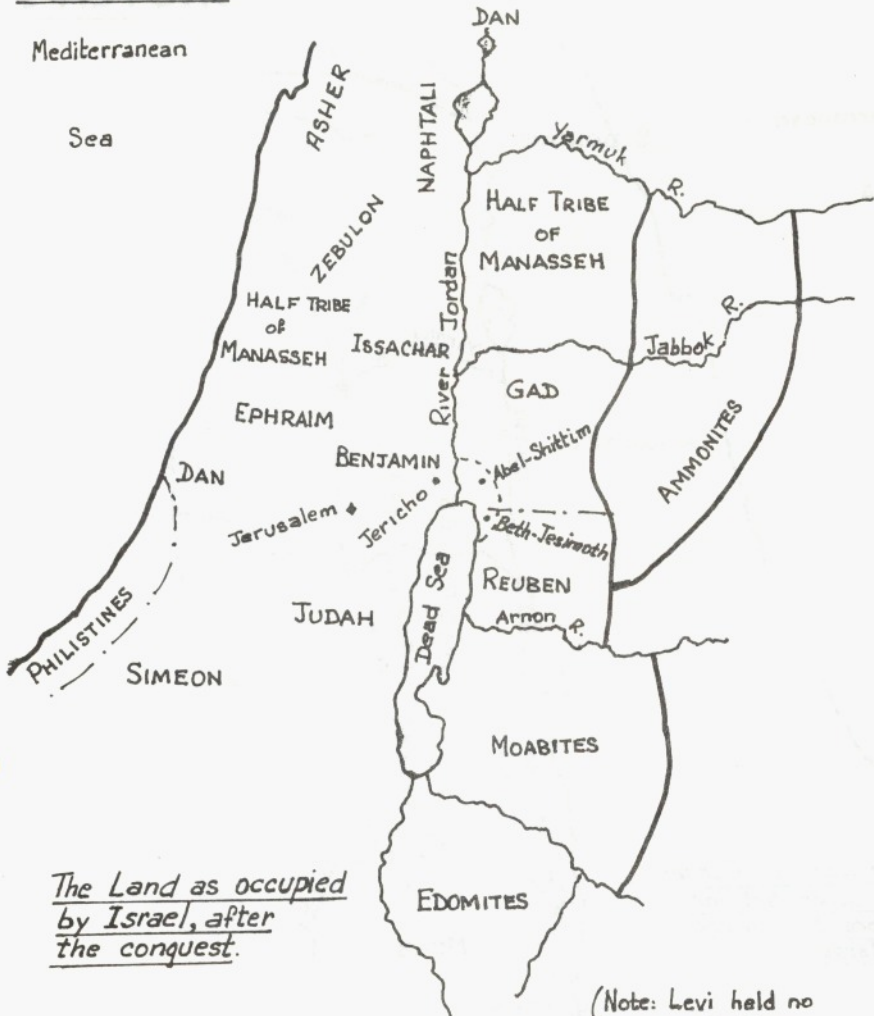 Mediterranean
Sea
DAN
ASHER
NAPHTALI
Yarmuk
R.
HALF TRIBE
OF
MANASSEH
ZEBULON
River Jordan
HALF TRIBE
of
MANASSEH
ISSACHAR
Jabbok
R.
GAD
EPHRAIM
AMMONITES
BENJAMIN
Abel-Shittim
DAN
Jerusalem
Jericho
Beth-Jesimoth
REUBEN
Arnon R.
Dead Sea
JUDAH
PHILISTINES
SIMEON
MOABITES
EDOMITES
The Land as occupied
by Israel, after
the conquest.
(Note: Levi held no